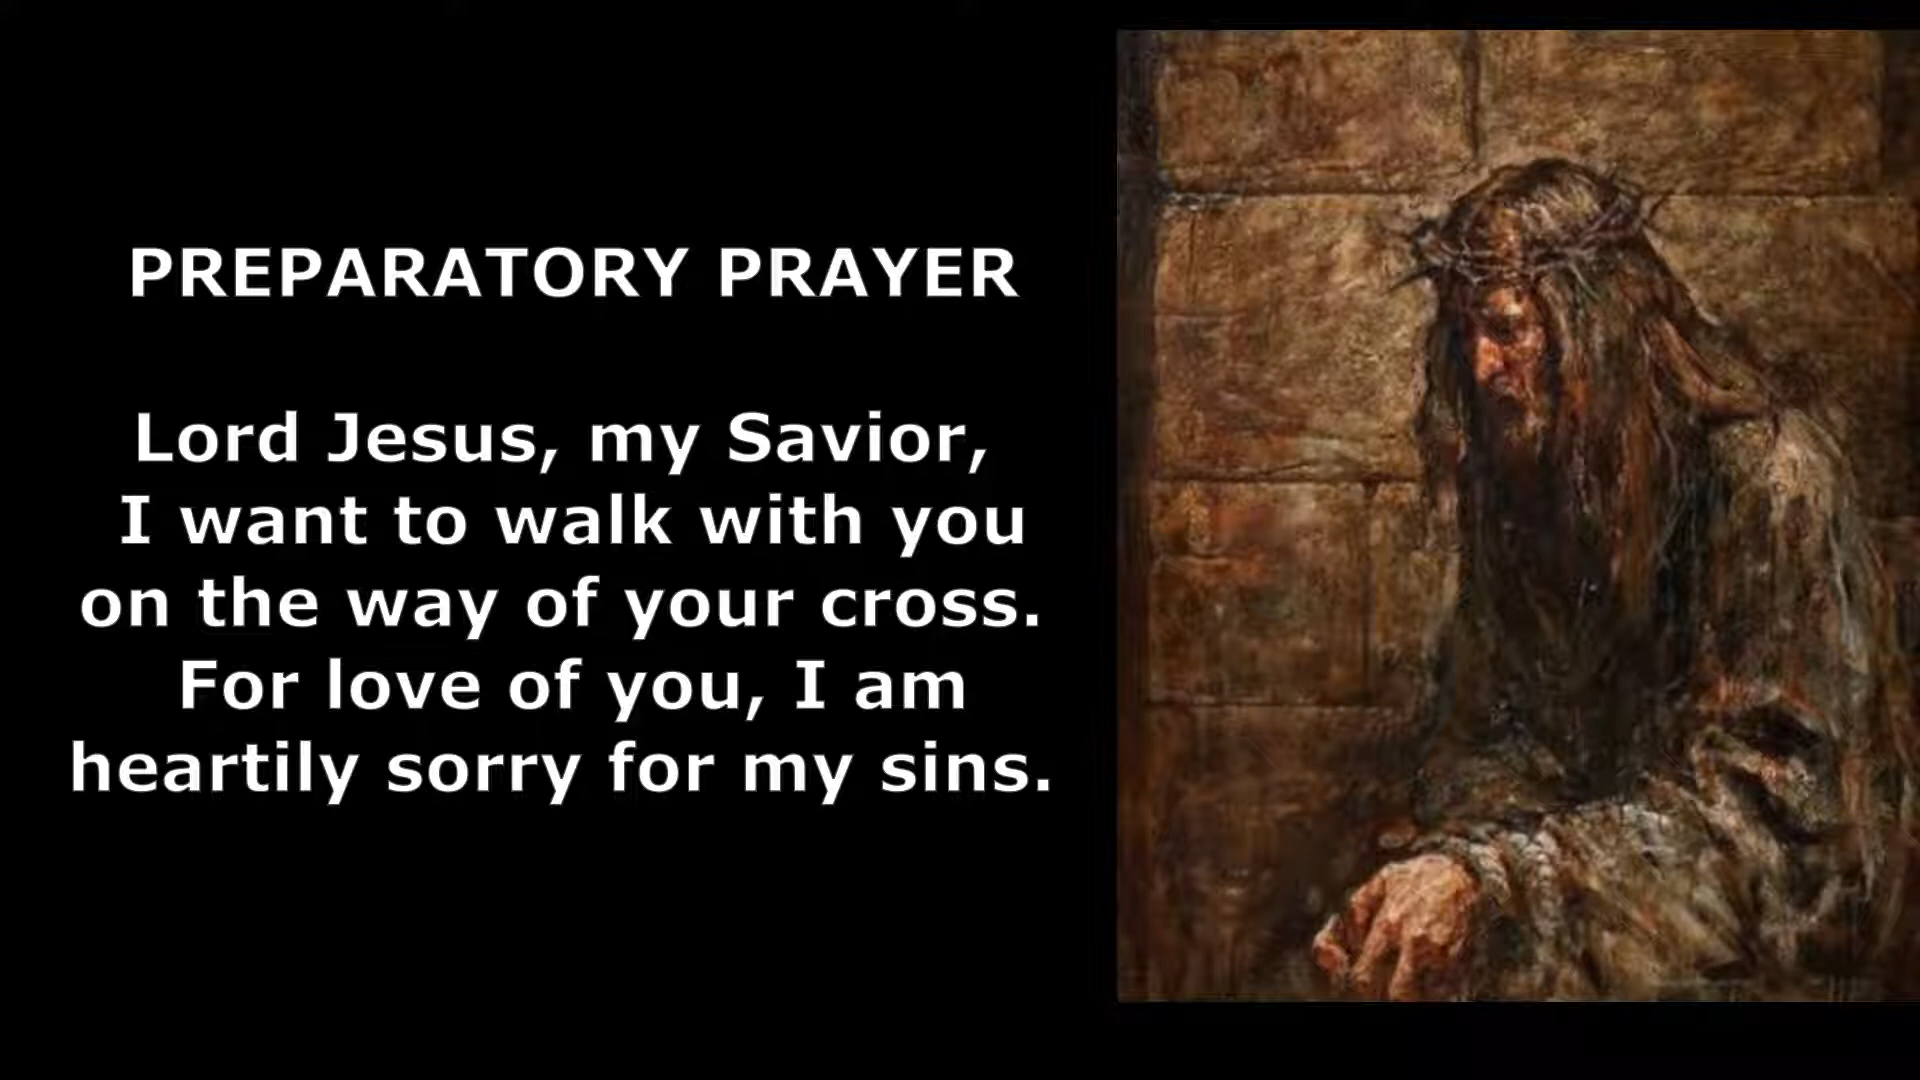 PREPARATORY PRAYER
Lord Jesus, my Savior,
I want to walk with you
on the way of your cross.
For love of you, I am
heartily sorry for my sins.